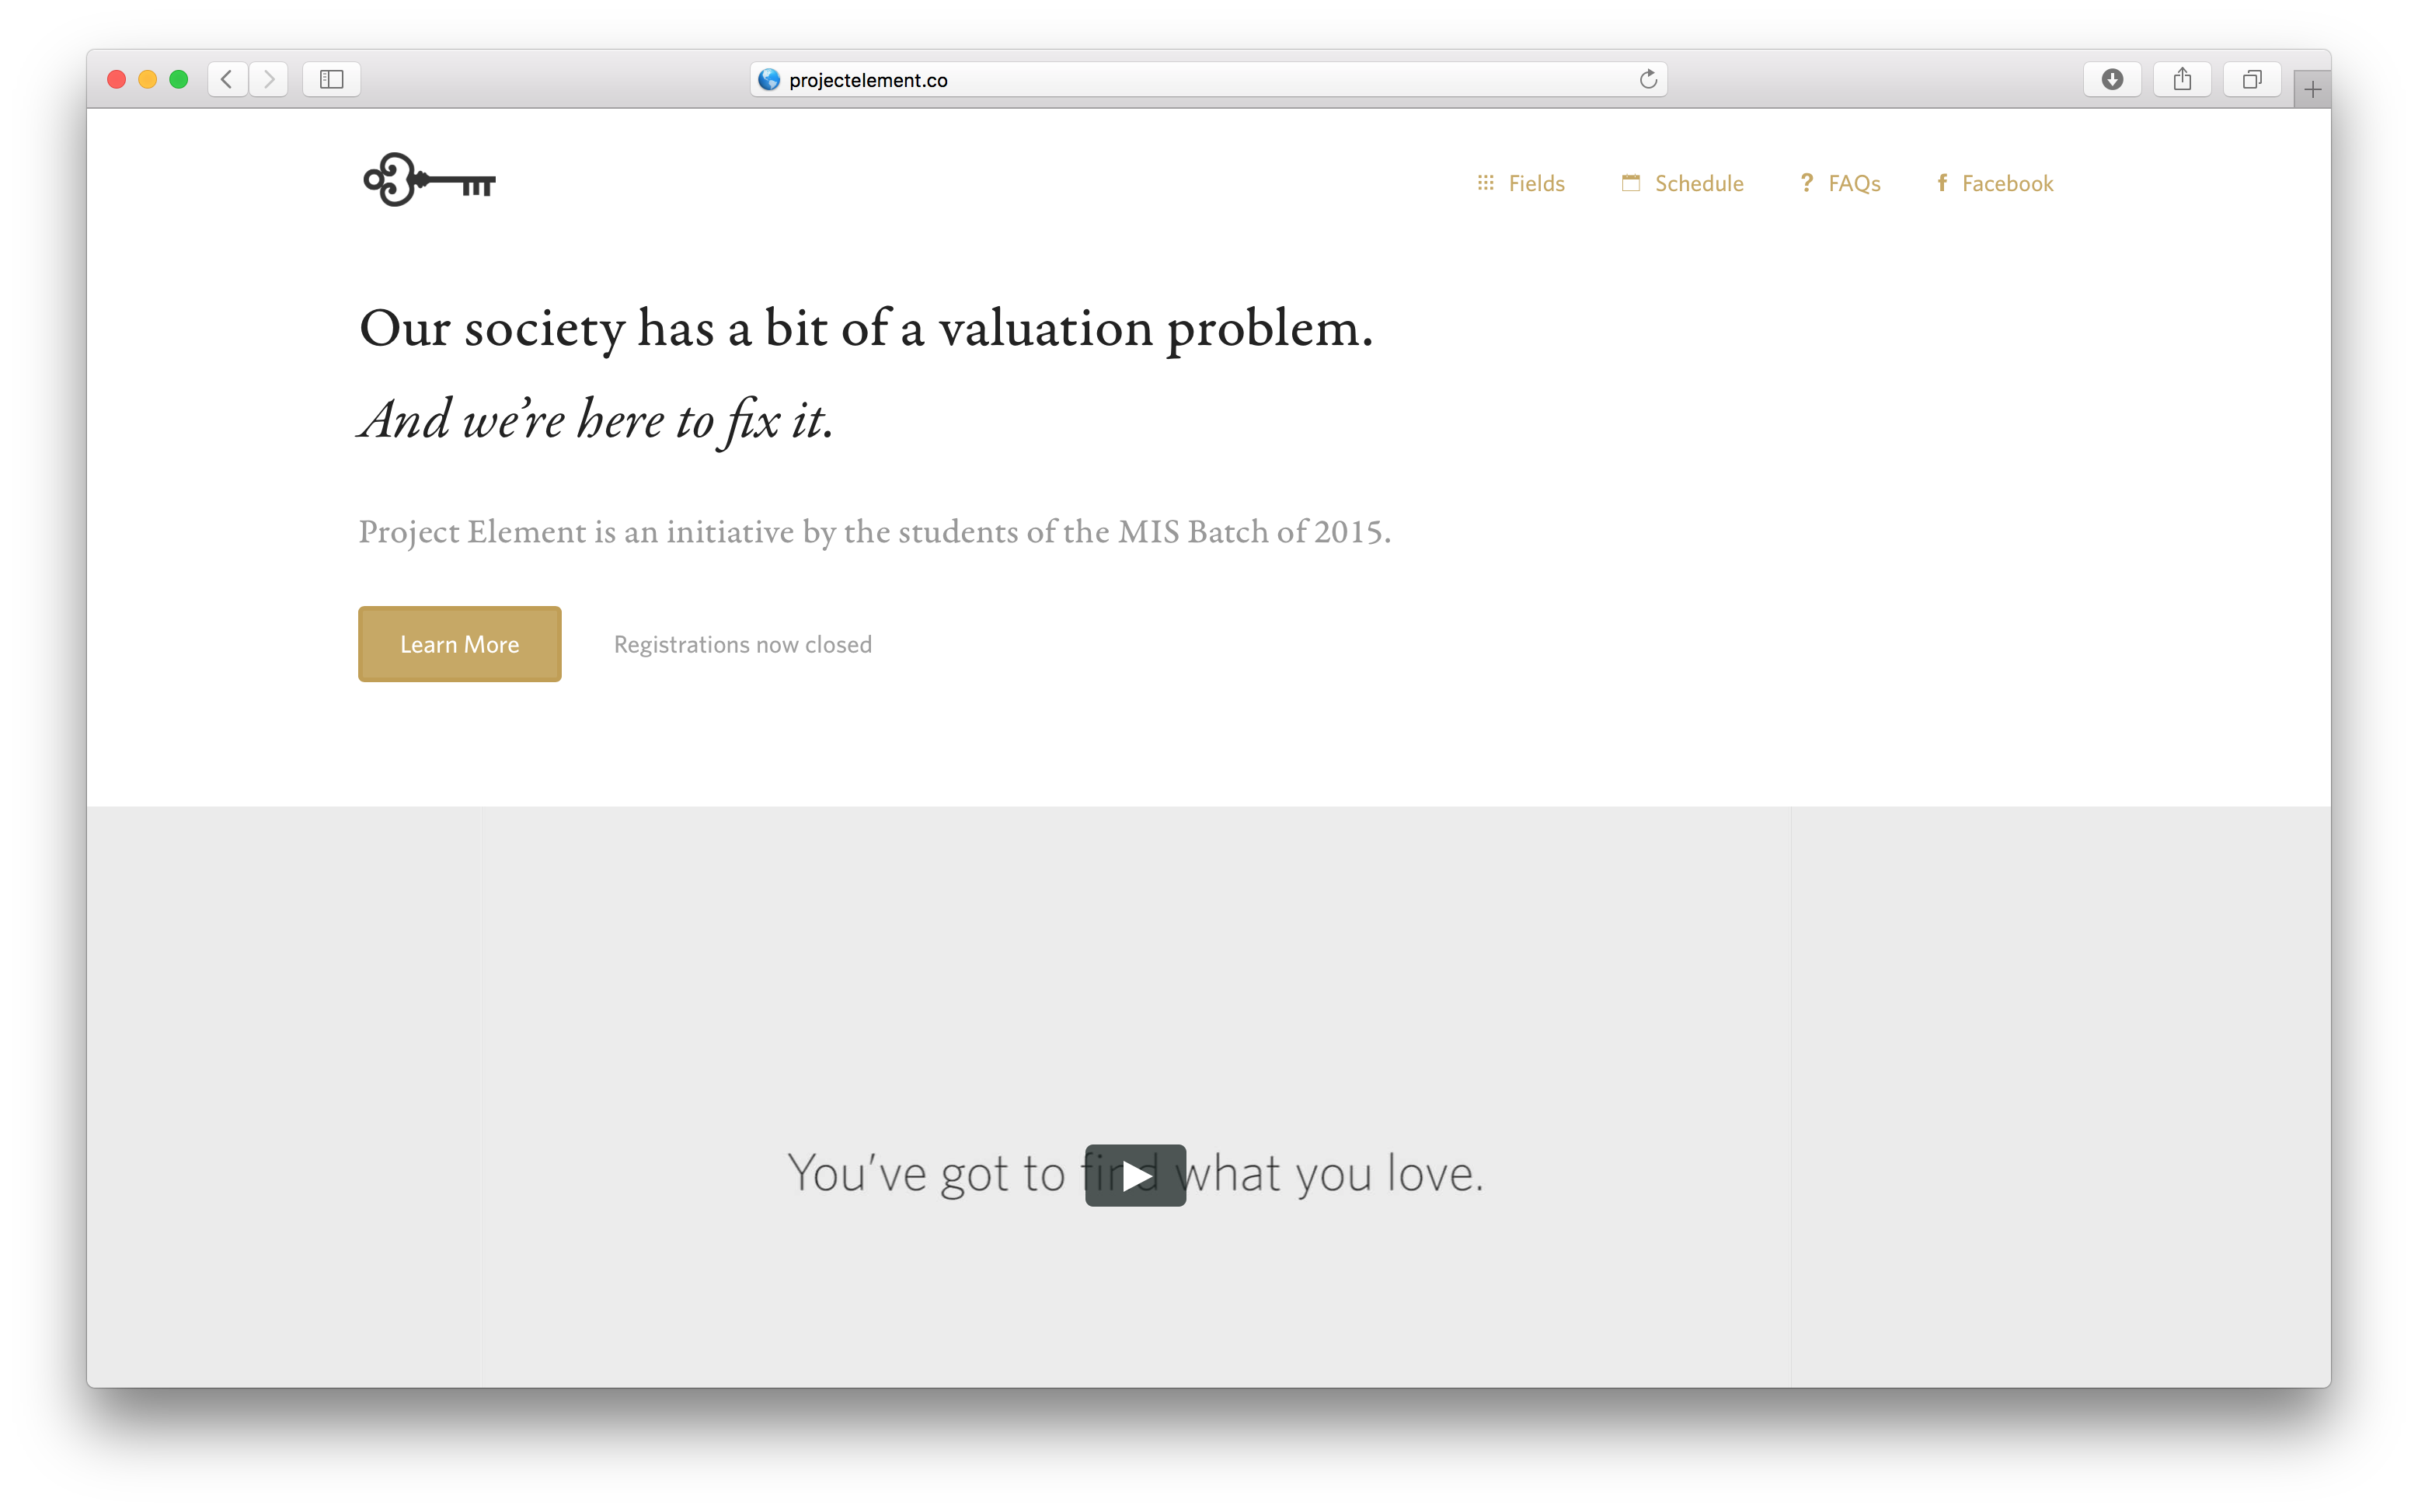 projectelement.co
Fields
Schedule
? FAQs
f Facebook
Our society has a bit of a valuation problem.
And we're here to fix it.
Project Element is an initiative by the students of the MIS Batch of 2015.
Learn More
Registrations now closed
You've got to find what you love.